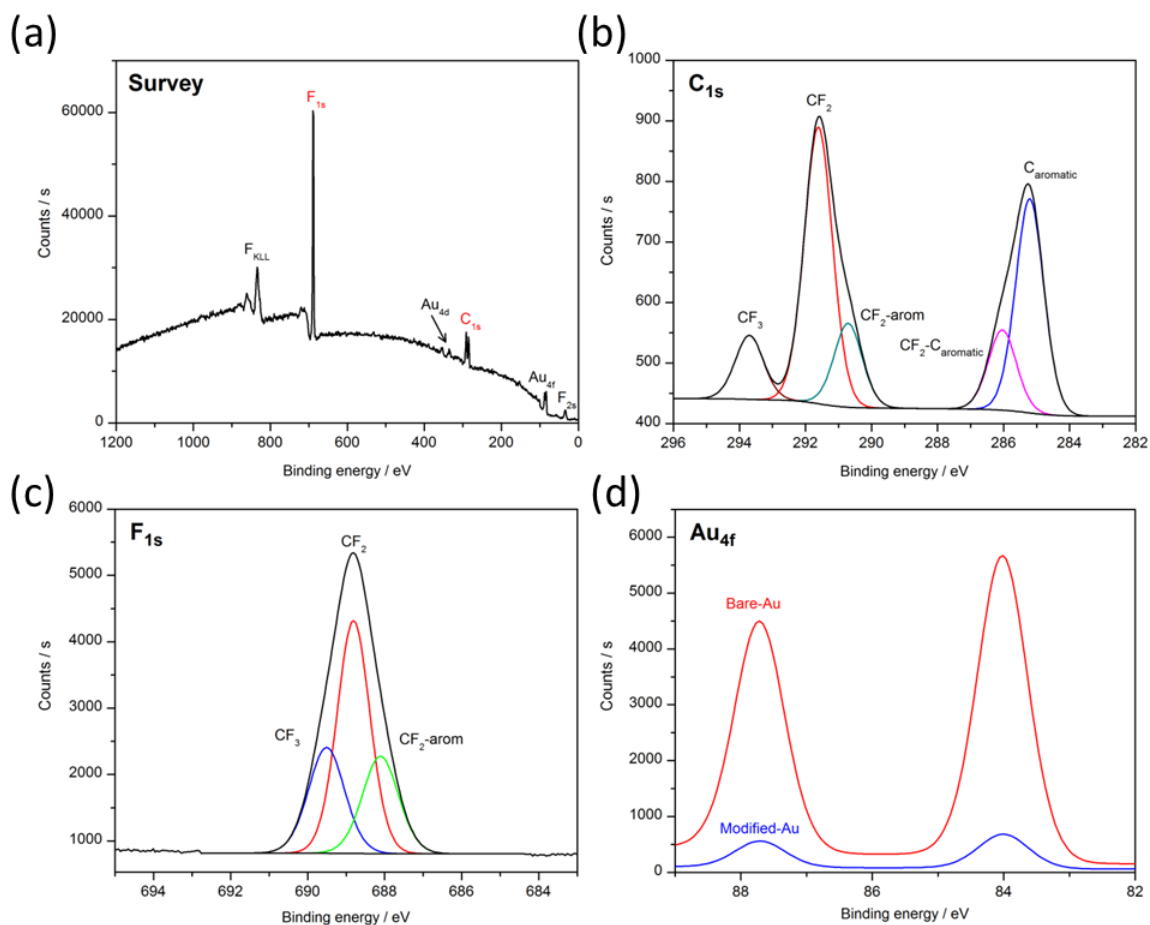 (a)
Survey
F1s
FKLL
Au4d
C1s
Au4f
F2s
60000
40000
20000
0
Counts / s
1200 1000 800 600 400 200 0
Binding energy / eV
(b)
C1s
CF2
CF3
CF2-arom
CF2-Caromatic
Caromatic
1000
900
800
700
600
500
400
Counts / s
296 294 292 290 288 286 284 282
Binding energy / eV
(c)
F1s
CF2
CF3
CF2-arom
6000
5000
4000
3000
2000
1000
Counts / s
694 692 690 688 686 684
Binding energy / eV
(d)
Au4f
Bare-Au
Modified-Au
6000
5000
4000
3000
2000
1000
0
Counts / s
88 86 84 82
Binding energy / eV